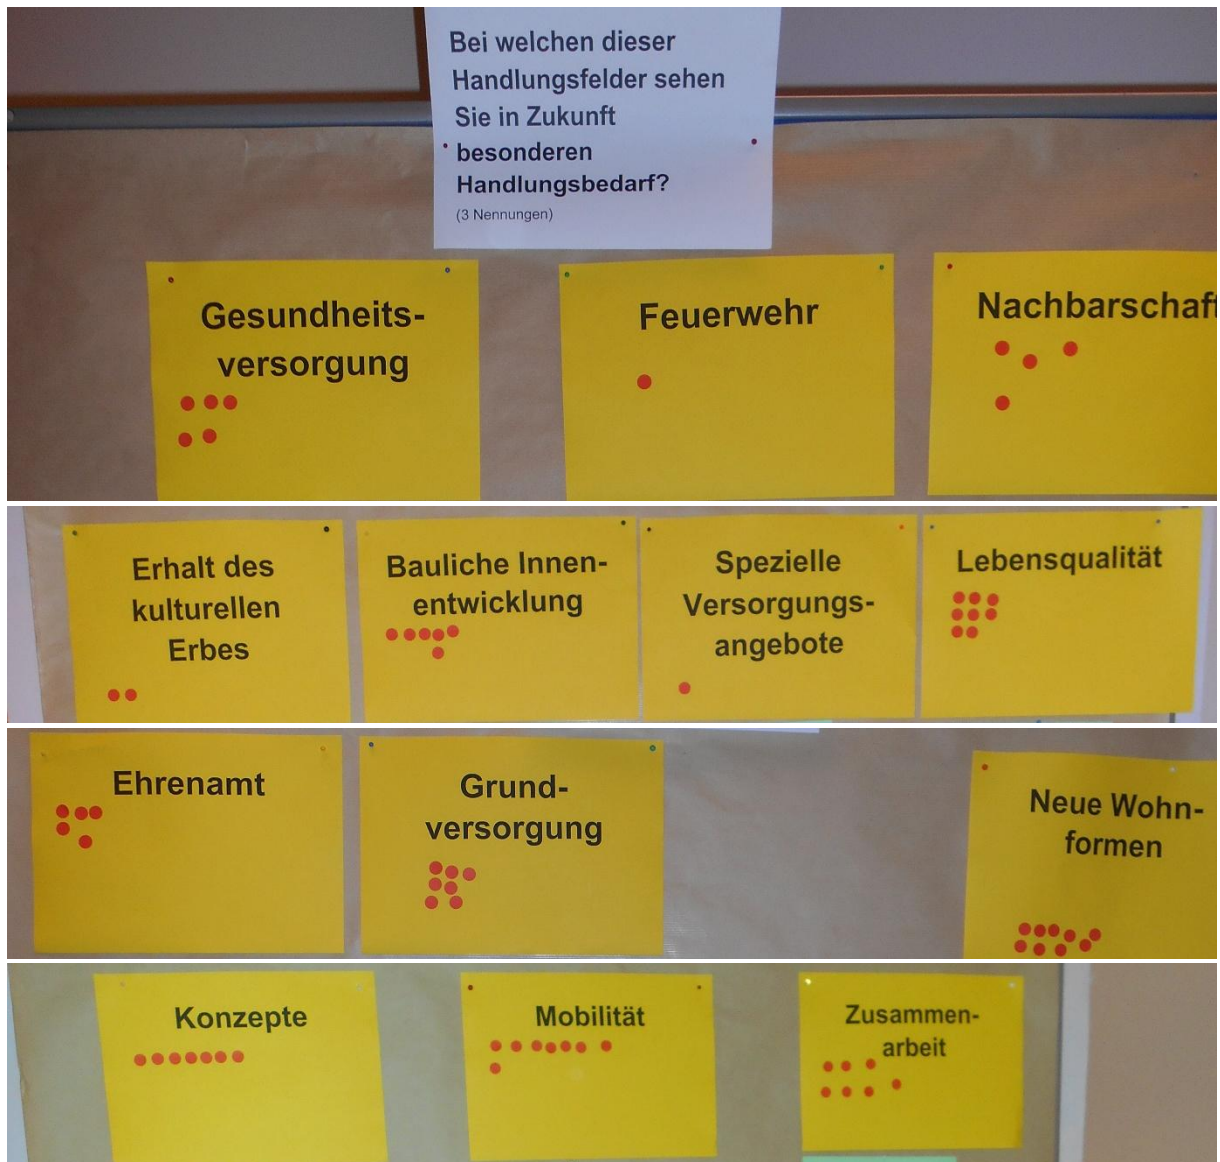 Bei welchen dieser
Handlungsfelder sehen
Sie in Zukunft
besonderen
Handlungsbedarf?
(3 Nennungen)
Gesundheits-
versorgung
Feuerwehr
Nachbarschaft
Erhalt des
kulturellen
Erbes
Bauliche Innen-
entwicklung
Spezielle
Versorgungs-
angebote
Lebensqualität
Ehrenamt
Grund-
versorgung
Neue Wohn-
formen
Konzepte
Mobilität
Zusammen-
arbeit